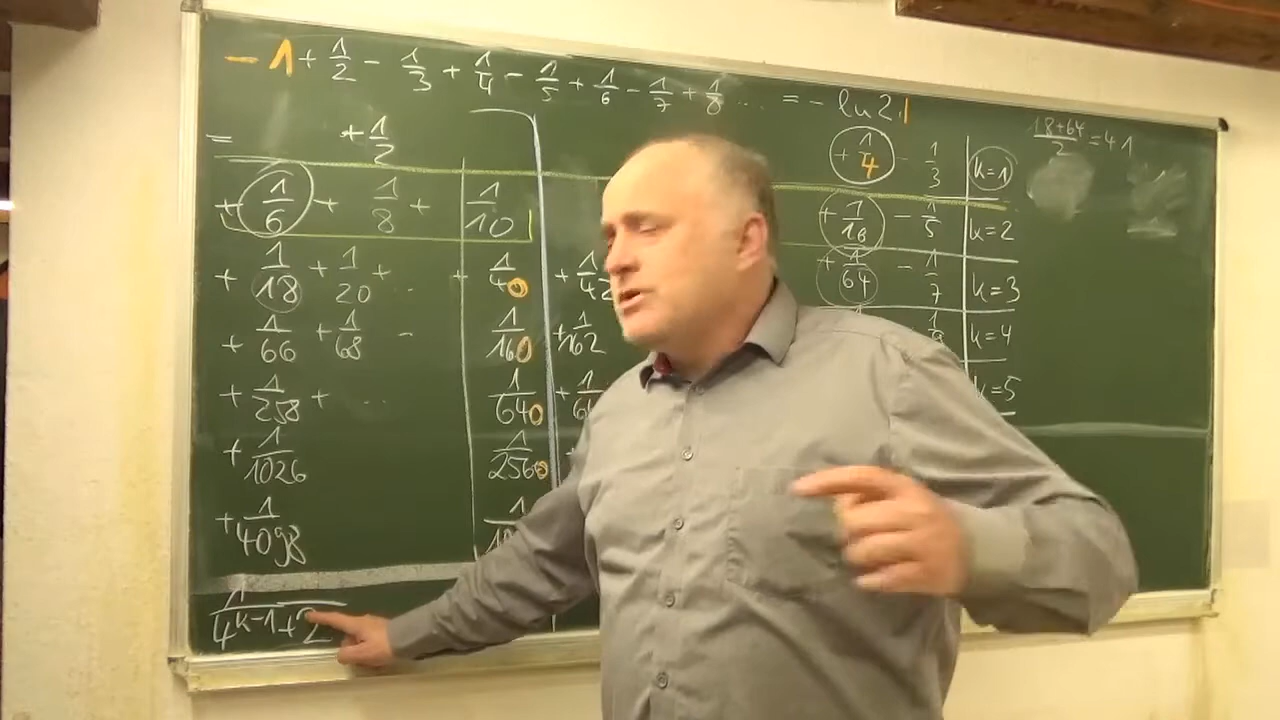 -1 + 1/2 - 1/3 + 1/4 - 1/5 + 1/6 - 1/7 + 1/8 ... = - ln 2
= + 1/2 + 1/4 - 1/3 k=1
18+64/2 = 41
+ 1/6 + 1/8 + 1/10 + 1/16 - 1/5 k=2
+ 1/18 + 1/20 + .. + 1/40 + 1/42 + 1/64 - 1/7 k=3
+ 1/66 + 1/68 - 1/160 + 1/162 k=4
+ 1/258 + ... 1/640 + k=5
+ 1/1026 1/2560
+ 1/4098
1/4^k-1+2